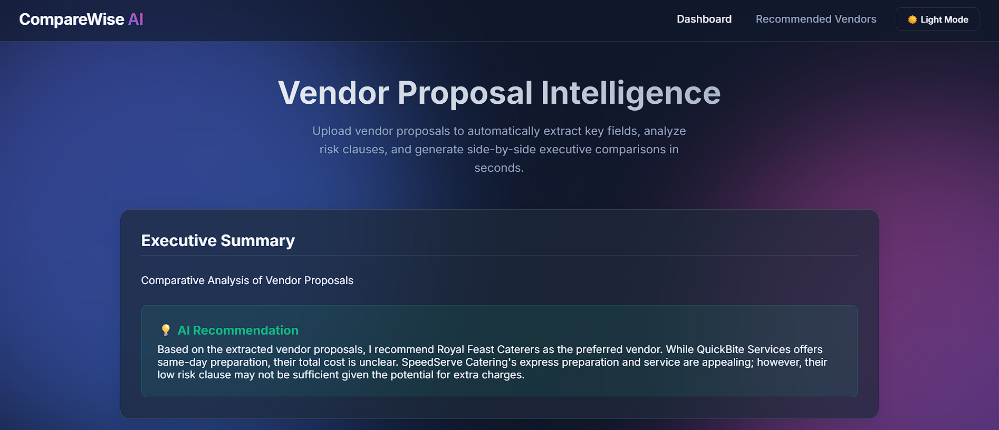 CompareWise AI
Dashboard
Recommended Vendors
Light Mode
Vendor Proposal Intelligence
Upload vendor proposals to automatically extract key fields, analyze
risk clauses, and generate side-by-side executive comparisons in
seconds.
Executive Summary
Comparative Analysis of Vendor Proposals
AI Recommendation
Based on the extracted vendor proposals, I recommend Royal Feast Caterers as the preferred vendor. While QuickBite Services offers
same-day preparation, their total cost is unclear. SpeedServe Catering's express preparation and service are appealing; however, their
low risk clause may not be sufficient given the potential for extra charges.